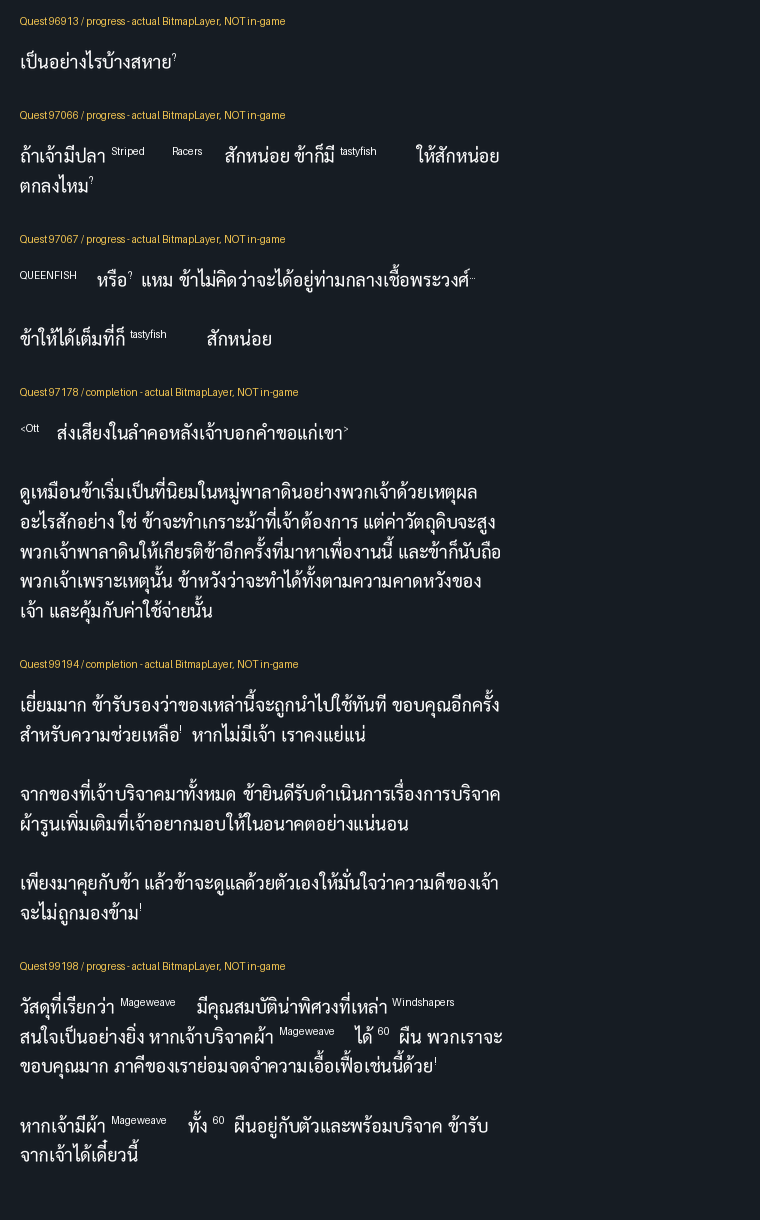 Quest 96913 / progress - actual BitmapLayer, NOT in-game
เป็นอย่างไรบ้างสหาย?
Quest 97066 / progress - actual BitmapLayer, NOT in-game
ถ้าเจ้ามีปลา Striped Racers สักหน่อย ข้าก็มี tastyfish ให้สักหน่อย
ตกลงไหม?
Quest 97067 / progress - actual BitmapLayer, NOT in-game
QUEENFISH หรือ? แหม ข้าไม่คิดว่าจะได้อยู่ท่ามกลางเชื้อพระวงศ์...
ข้าให้ได้เต็มที่ก็ tastyfish สักหน่อย
Quest 97178 / completion - actual BitmapLayer, NOT in-game
<Ott ส่งเสียงในลำคอหลังเจ้าบอกคำขอแก่เขา>
ดูเหมือนข้าเริ่มเป็นที่นิยมในหมู่พาลาดินอย่างพวกเจ้าด้วยเหตุผล
อะไรสักอย่าง ใช่ ข้าจะทำเกราะม้าที่เจ้าต้องการ แต่ค่าวัตถุดิบจะสูง
พวกเจ้าพาลาดินให้เกียรติข้าอีกครั้งที่มาหาเพื่องานนี้ และข้าก็นับถือ
พวกเจ้าเพราะเหตุนั้น ข้าหวังว่าจะทำได้ทั้งตามความคาดหวังของ
เจ้า และคุ้มกับค่าใช้จ่ายนั้น
Quest 99194 / completion - actual BitmapLayer, NOT in-game
เยี่ยมมาก ข้ารับรองว่าของเหล่านี้จะถูกนำไปใช้ทันที ขอบคุณอีกครั้ง
สำหรับความช่วยเหลือ! หากไม่มีเจ้า เราคงแย่แน่
จากของที่เจ้าบริจาคมาทั้งหมด ข้ายินดีรับดำเนินการเรื่องการบริจาค
ผ้ารูนเพิ่มเติมที่เจ้าอยากมอบให้ในอนาคตอย่างแน่นอน
เพียงมาคุยกับข้า แล้วข้าจะดูแลด้วยตัวเองให้มั่นใจว่าความดีของเจ้า
จะไม่ถูกมองข้าม!
Quest 99198 / progress - actual BitmapLayer, NOT in-game
วัสดุที่เรียกว่า Mageweave มีคุณสมบัติน่าพิศวงที่เหล่า Windshapers
สนใจเป็นอย่างยิ่ง หากเจ้าบริจาคผ้า Mageweave ได้ 60 ผืน พวกเราจะ
ขอบคุณมาก ภาคีของเราย่อมจดจำความเอื้อเฟื้อเช่นนี้ด้วย!
หากเจ้ามีผ้า Mageweave ทั้ง 60 ผืนอยู่กับตัวและพร้อมบริจาค ข้ารับ
จากเจ้าได้เดี๋ยวนี้